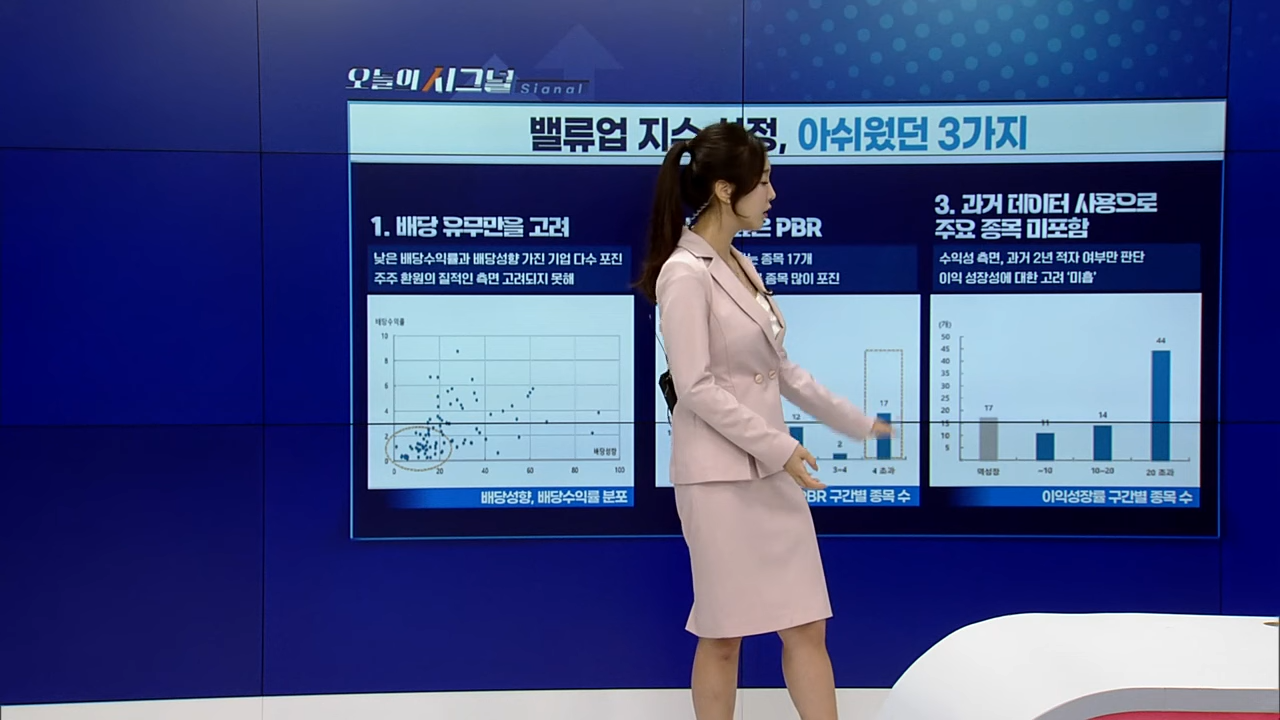 오늘의 시그널
Signal
밸류업 지수 정, 아쉬웠던 3가지
1. 배당 유무만을 고려
낮은 배당수익률과 배당성향 가진 기업 다수 포진
주주 환원의 질적인 측면 고려되지 못해
배당수익률
10
8
6
4
2
0
배당성향
0 20 40 60 80 100
배당성향, 배당수익률 분포
PBR
종목 17개
종목 많이 포진
12
2
17
3~4
4 초과
PBR 구간별 종목 수
3. 과거 데이터 사용으로
주요 종목 미포함
수익성 측면, 과거 2년 적자 여부만 판단
이익 성장성에 대한 고려 ‘미흡’
(개)
50
45
40
35
30
25
20
15
10
5
17
11
14
44
역성장
~10
10~20
20 초과
이익성장률 구간별 종목 수